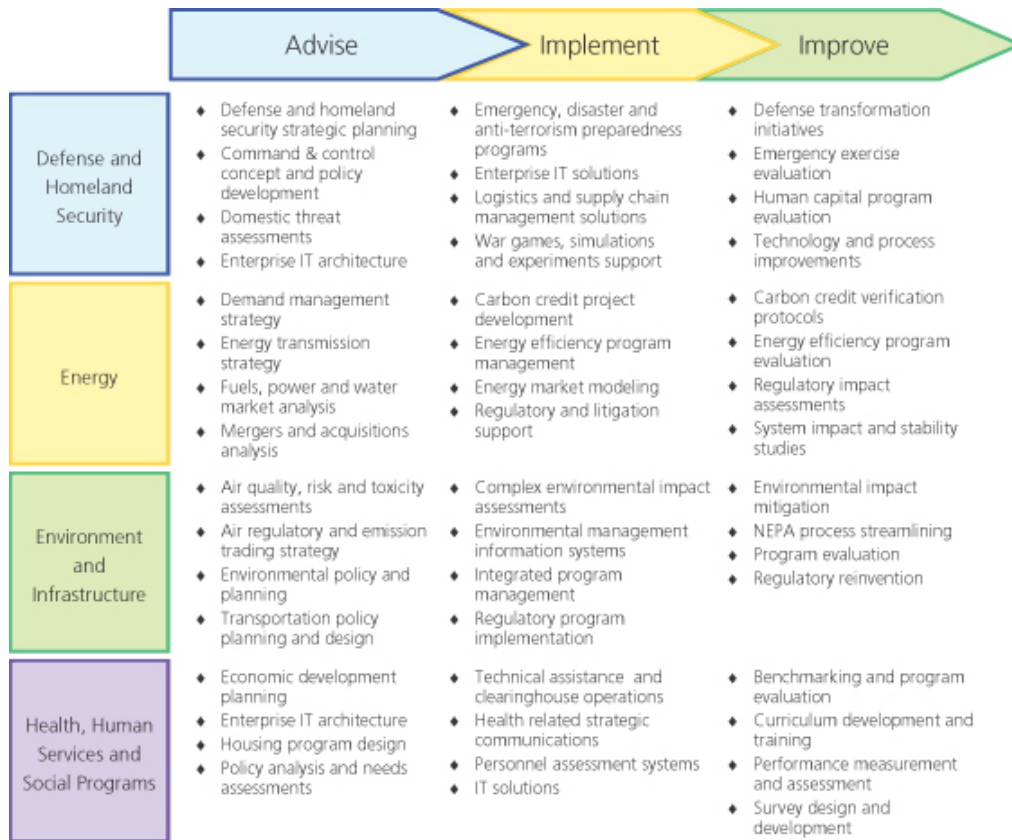 Advise
Implement
Improve
Defense and
Homeland
Security
♦ Defense and homeland
security strategic planning
♦ Command & control
concept and policy
development
♦ Domestic threat
assessments
♦ Enterprise IT architecture
♦ Emergency, disaster and
anti-terrorism preparedness
programs
♦ Enterprise IT solutions
♦ Logistics and supply chain
management solutions
♦ War games, simulations
and experiments support
♦ Defense transformation
initiatives
♦ Emergency exercise
evaluation
♦ Human capital program
evaluation
♦ Technology and process
improvements
Energy
♦ Demand management
strategy
♦ Energy transmission
strategy
♦ Fuels, power and water
market analysis
♦ Mergers and acquisitions
analysis
♦ Carbon credit project
development
♦ Energy efficiency program
management
♦ Energy market modeling
♦ Regulatory and litigation
support
♦ Carbon credit verification
protocols
♦ Energy efficiency program
evaluation
♦ Regulatory impact
assessments
♦ System impact and stability
studies
Environment
and
Infrastructure
♦ Air quality, risk and toxicity
assessments
♦ Air regulatory and emission
trading strategy
♦ Environmental policy and
planning
♦ Transportation policy
planning and design
♦ Complex environmental impact
assessments
♦ Environmental management
information systems
♦ Integrated program
management
♦ Regulatory program
implementation
♦ Environmental impact
mitigation
♦ NEPA process streamlining
♦ Program evaluation
♦ Regulatory reinvention
Health, Human
Services and
Social Programs
♦ Economic development
planning
♦ Enterprise IT architecture
♦ Housing program design
♦ Policy analysis and needs
assessments
♦ Technical assistance and
clearinghouse operations
♦ Health related strategic
communications
♦ Personnel assessment systems
♦ IT solutions
♦ Benchmarking and program
evaluation
♦ Curriculum development and
training
♦ Performance measurement
and assessment
♦ Survey design and
development